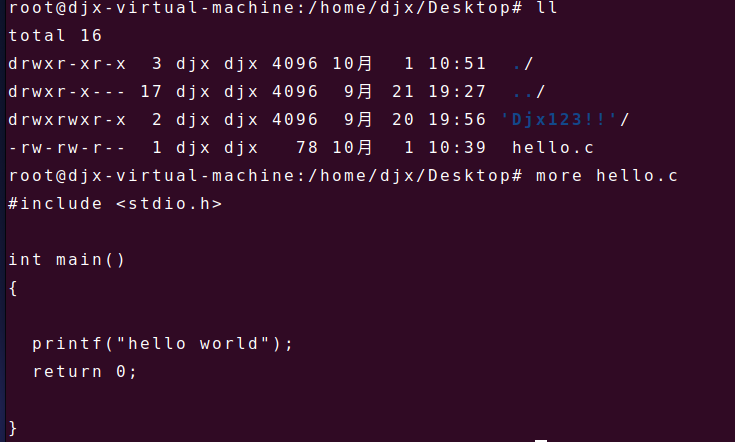 root@djx-virtual-machine:/home/djx/Desktop# ll
total 16
drwxr-xr-x  3 djx djx 4096 10月  1 10:51  ./
drwxr-x--- 17 djx djx 4096  9月 21 19:27  ../
drwxrwxr-x  2 djx djx 4096  9月 20 19:56 'Djx123!!'/
-rw-rw-r--  1 djx djx   78 10月  1 10:39  hello.c
root@djx-virtual-machine:/home/djx/Desktop# more hello.c
#include <stdio.h>

int main()
{

  printf("hello world");
  return 0;

}